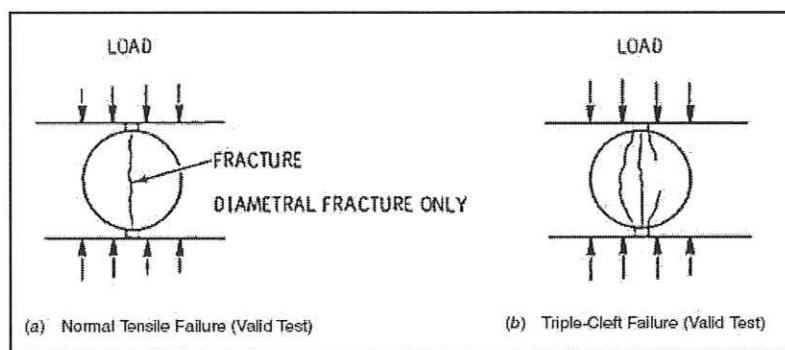 LOAD
LOAD
FRACTURE
DIAMETRAL FRACTURE ONLY
(a) Normal Tensile Failure (Valid Test)
(b) Triple-Cleft Failure (Valid Test)